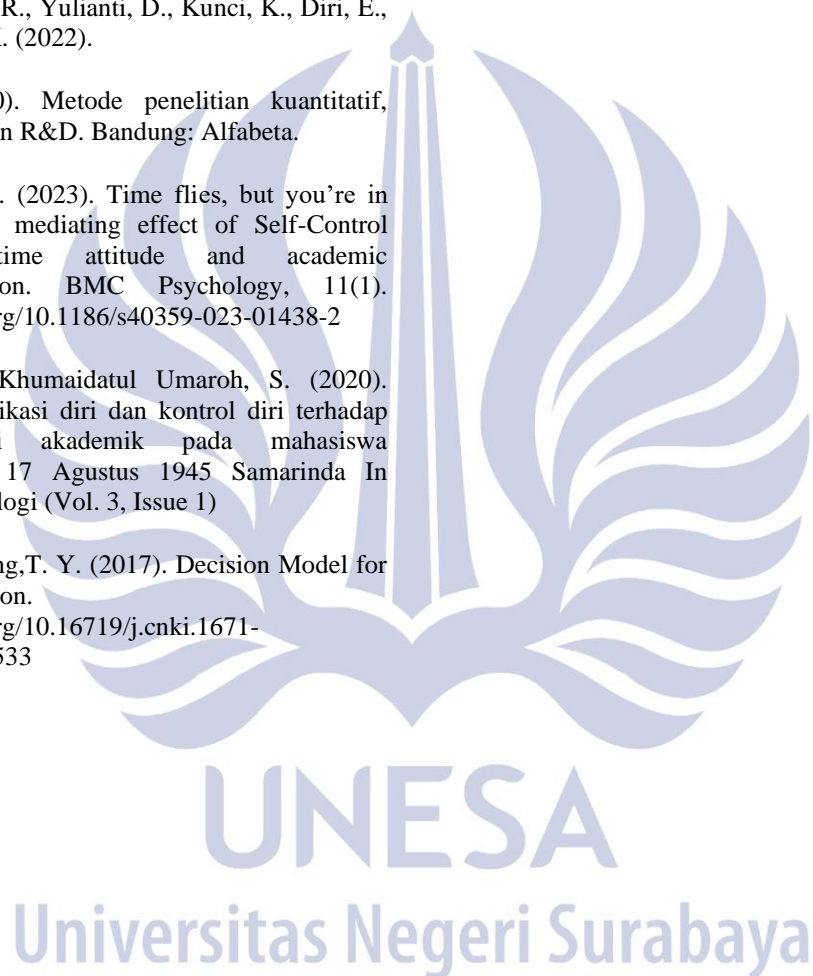 R., Yulianti, D., Kunci, K., Diri, E.,
. (2022).
0). Metode penelitian kuantitatif,
n R&D. Bandung: Alfabeta.
. (2023). Time flies, but you’re in
mediating effect of Self-Control
time attitude and academic
on. BMC Psychology, 11(1).
rg/10.1186/s40359-023-01438-2
Khumaidatul Umaroh, S. (2020).
ikasi diri dan kontrol diri terhadap
i akademik pada mahasiswa
17 Agustus 1945 Samarinda In
logi (Vol. 3, Issue 1)
ng,T. Y. (2017). Decision Model for
on.
rg/10.16719/j.cnki.1671-
533
UNESA
Universitas Negeri Surabaya